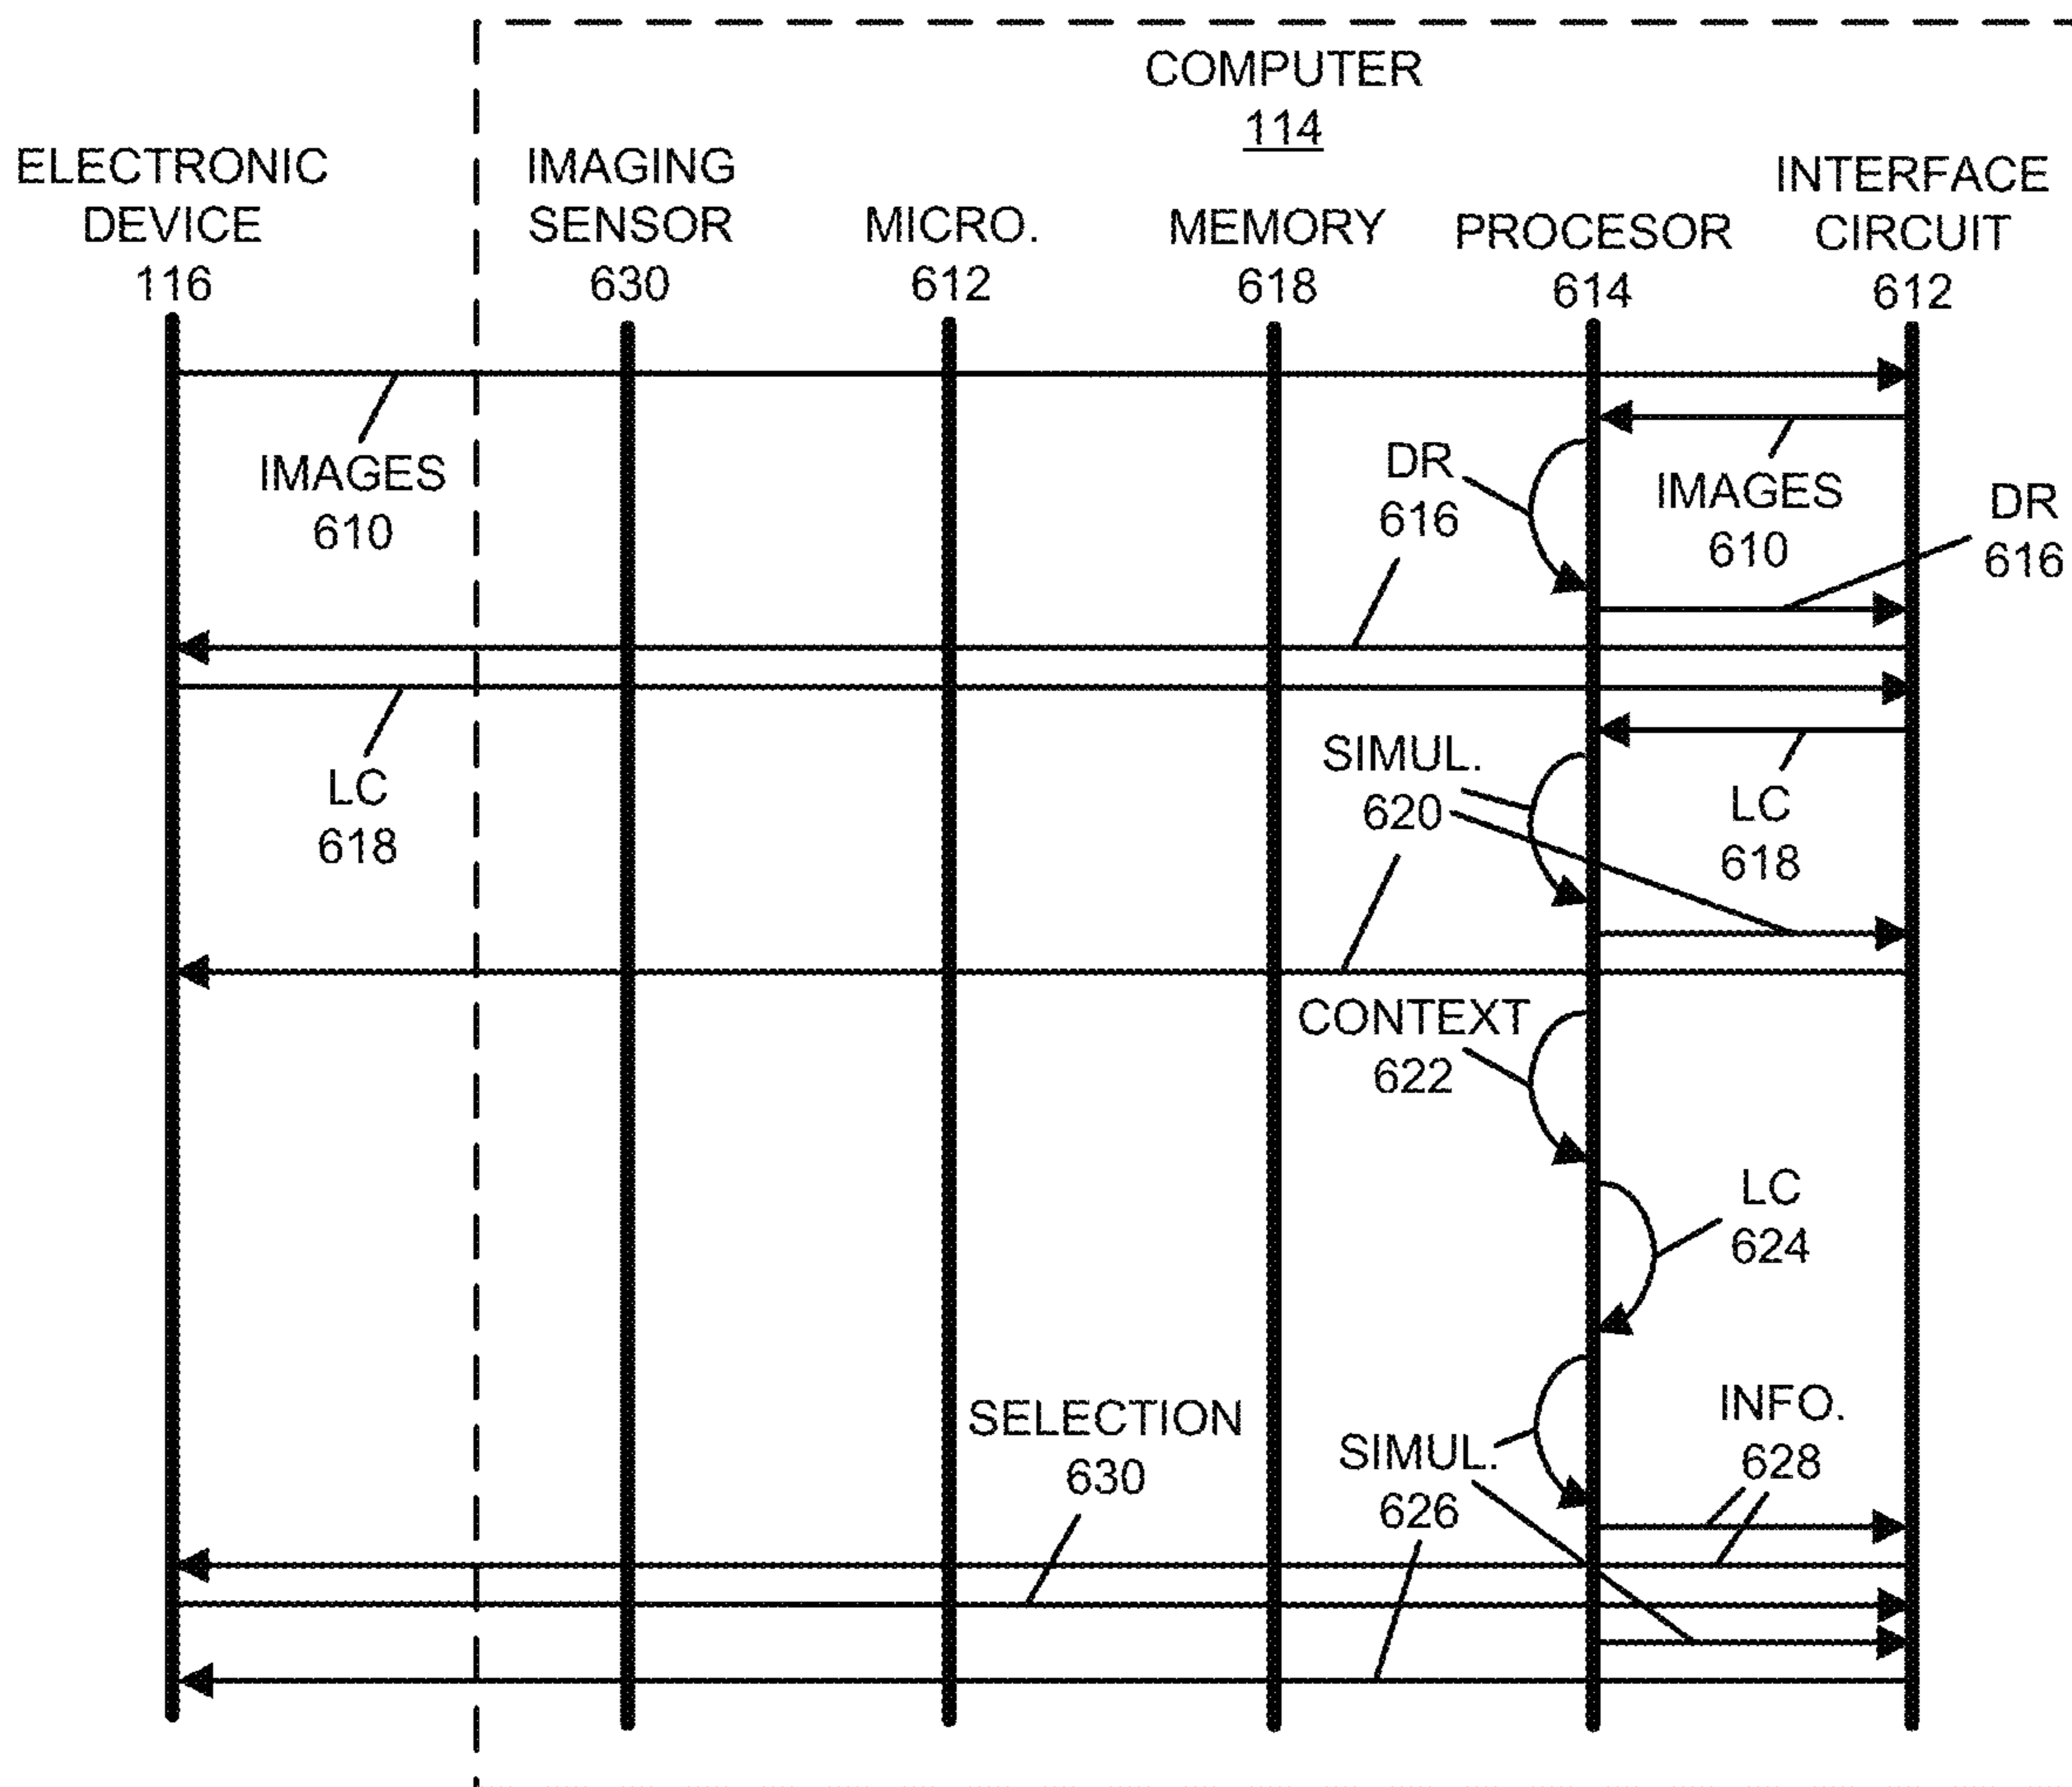 COMPUTER
114
ELECTRONIC
DEVICE
116
IMAGING
SENSOR
630
MICRO.
612
MEMORY
618
PROCESOR
614
INTERFACE
CIRCUIT
612
IMAGES
610
DR
616
IMAGES
610
DR
616
LC
618
SIMUL.
620
LC
618
CONTEXT
622
LC
624
SELECTION
630
SIMUL.
626
INFO.
628